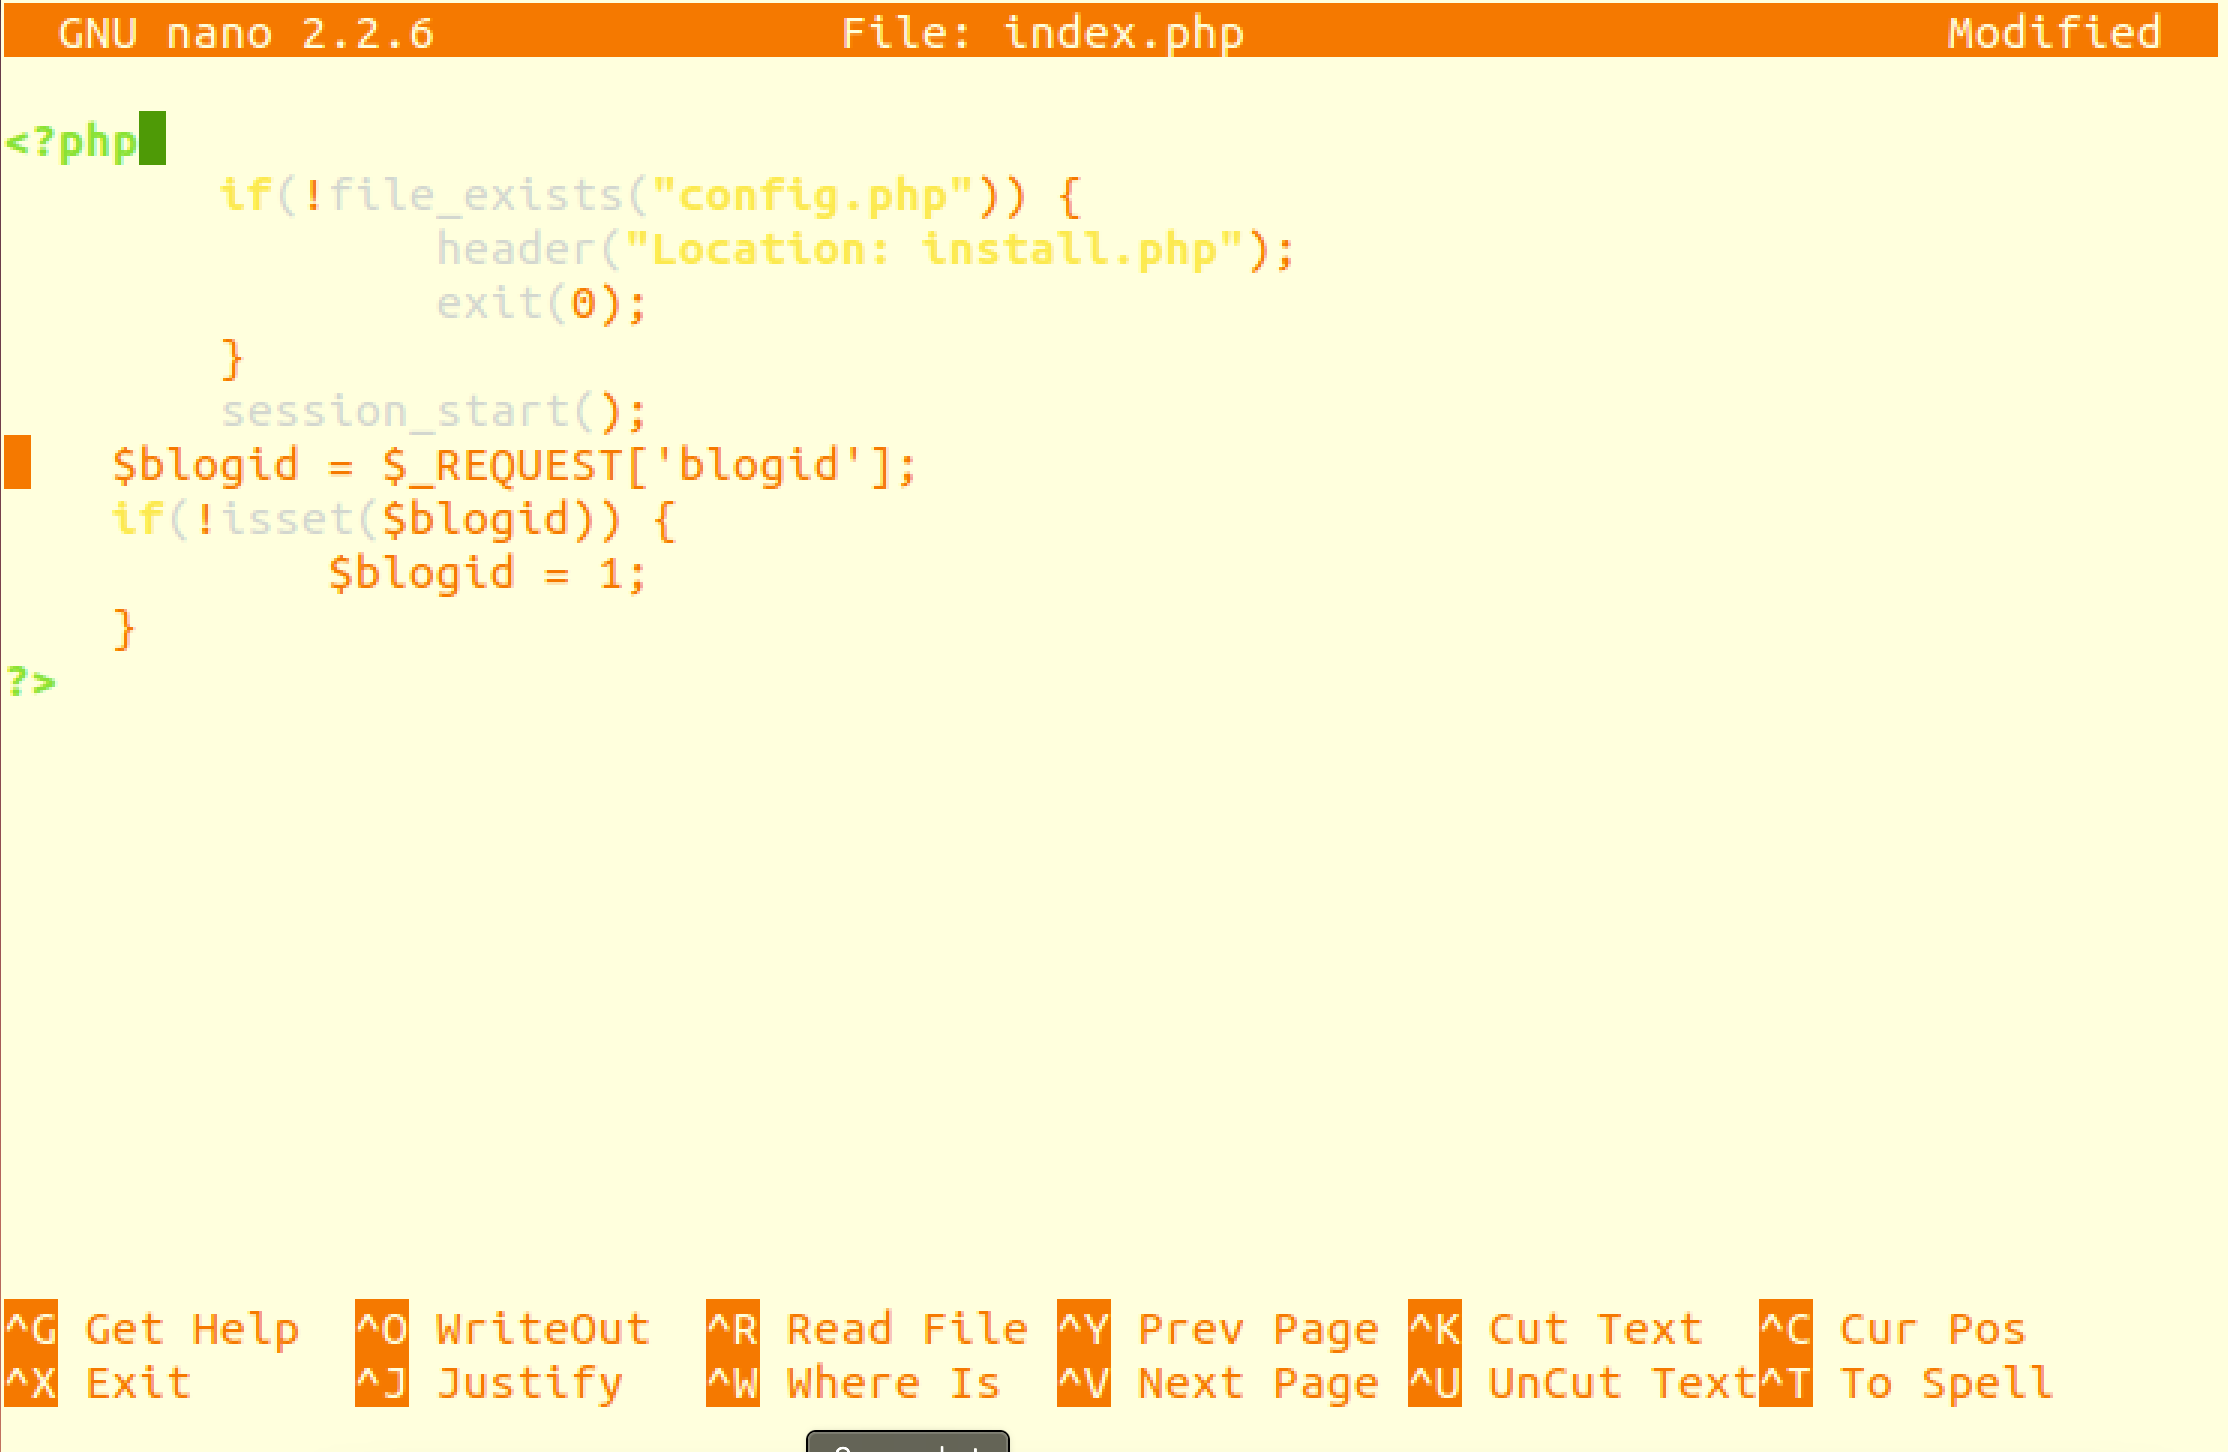 GNU nano 2.2.6 File: index.php Modified
<?php
if(!file_exists("config.php")) {
header("Location: install.php");
exit(0);
}
session_start();
$blogid = $_REQUEST['blogid'];
if(!isset($blogid)) {
$blogid = 1;
}
?>
^G Get Help ^O WriteOut ^R Read File ^Y Prev Page ^K Cut Text ^C Cur Pos
^X Exit ^J Justify ^W Where Is ^V Next Page ^U UnCut Text ^T To Spell